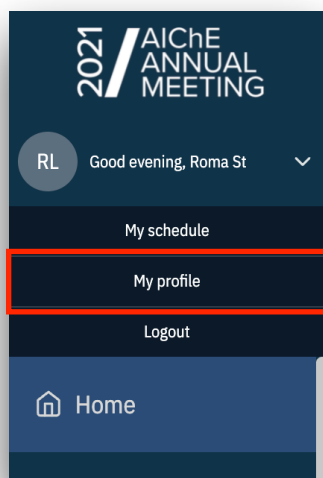 2021
AIChE
ANNUAL
MEETING
RL
Good evening, Roma St
My schedule
My profile
Logout
Home